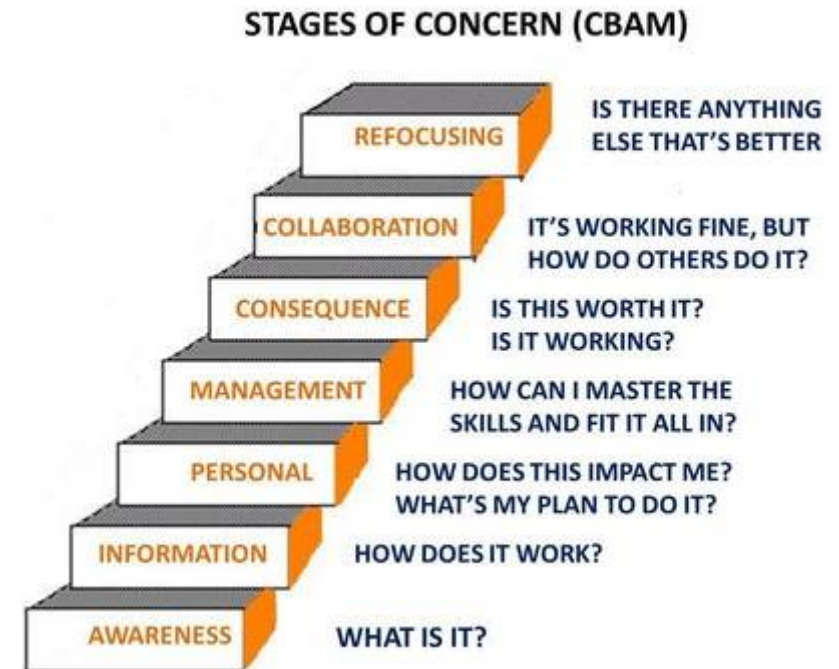 STAGES OF CONCERN (CBAM)
REFOCUSING
IS THERE ANYTHING
ELSE THAT'S BETTER
COLLABORATION
IT'S WORKING FINE, BUT
HOW DO OTHERS DO IT?
CONSEQUENCE
IS THIS WORTH IT?
IS IT WORKING?
MANAGEMENT
HOW CAN I MASTER THE
SKILLS AND FIT IT ALL IN?
PERSONAL
HOW DOES THIS IMPACT ME?
WHAT'S MY PLAN TO DO IT?
INFORMATION
HOW DOES IT WORK?
AWARENESS
WHAT IS IT?